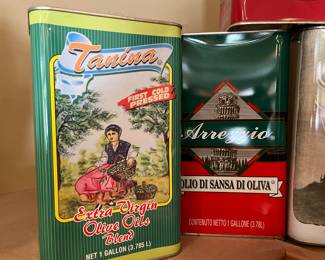 Tanina
FIRST COLD
PRESSED
Extra Virgin
Olive Oils
Blend
NET 1 GALLON (3.785 L)
Arreggio
OLIO DI SANSA DI OLIVA
CONTENUTO NETTO 1 GALLONE (3.78L)